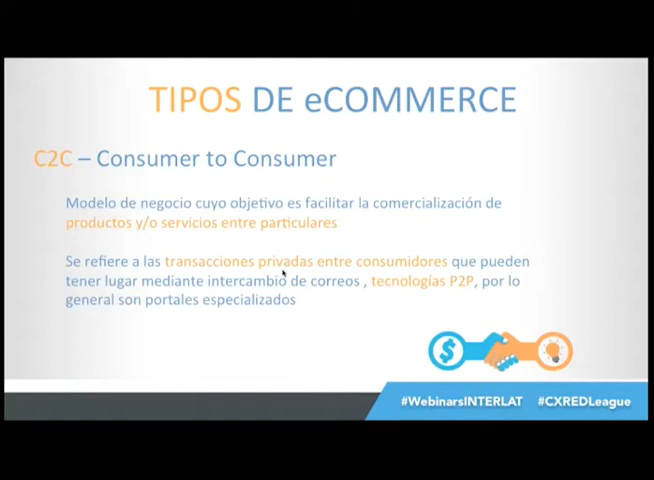 TIPOS DE eCOMMERCE
C2C – Consumer to Consumer
Modelo de negocio cuyo objetivo es facilitar la comercialización de
productos y/o servicios entre particulares
Se refiere a las transacciones privadas entre consumidores que pueden
tener lugar mediante intercambio de correos , tecnologías P2P, por lo
general son portales especializados
$
#WebinarsINTERLAT #CXREDLeague